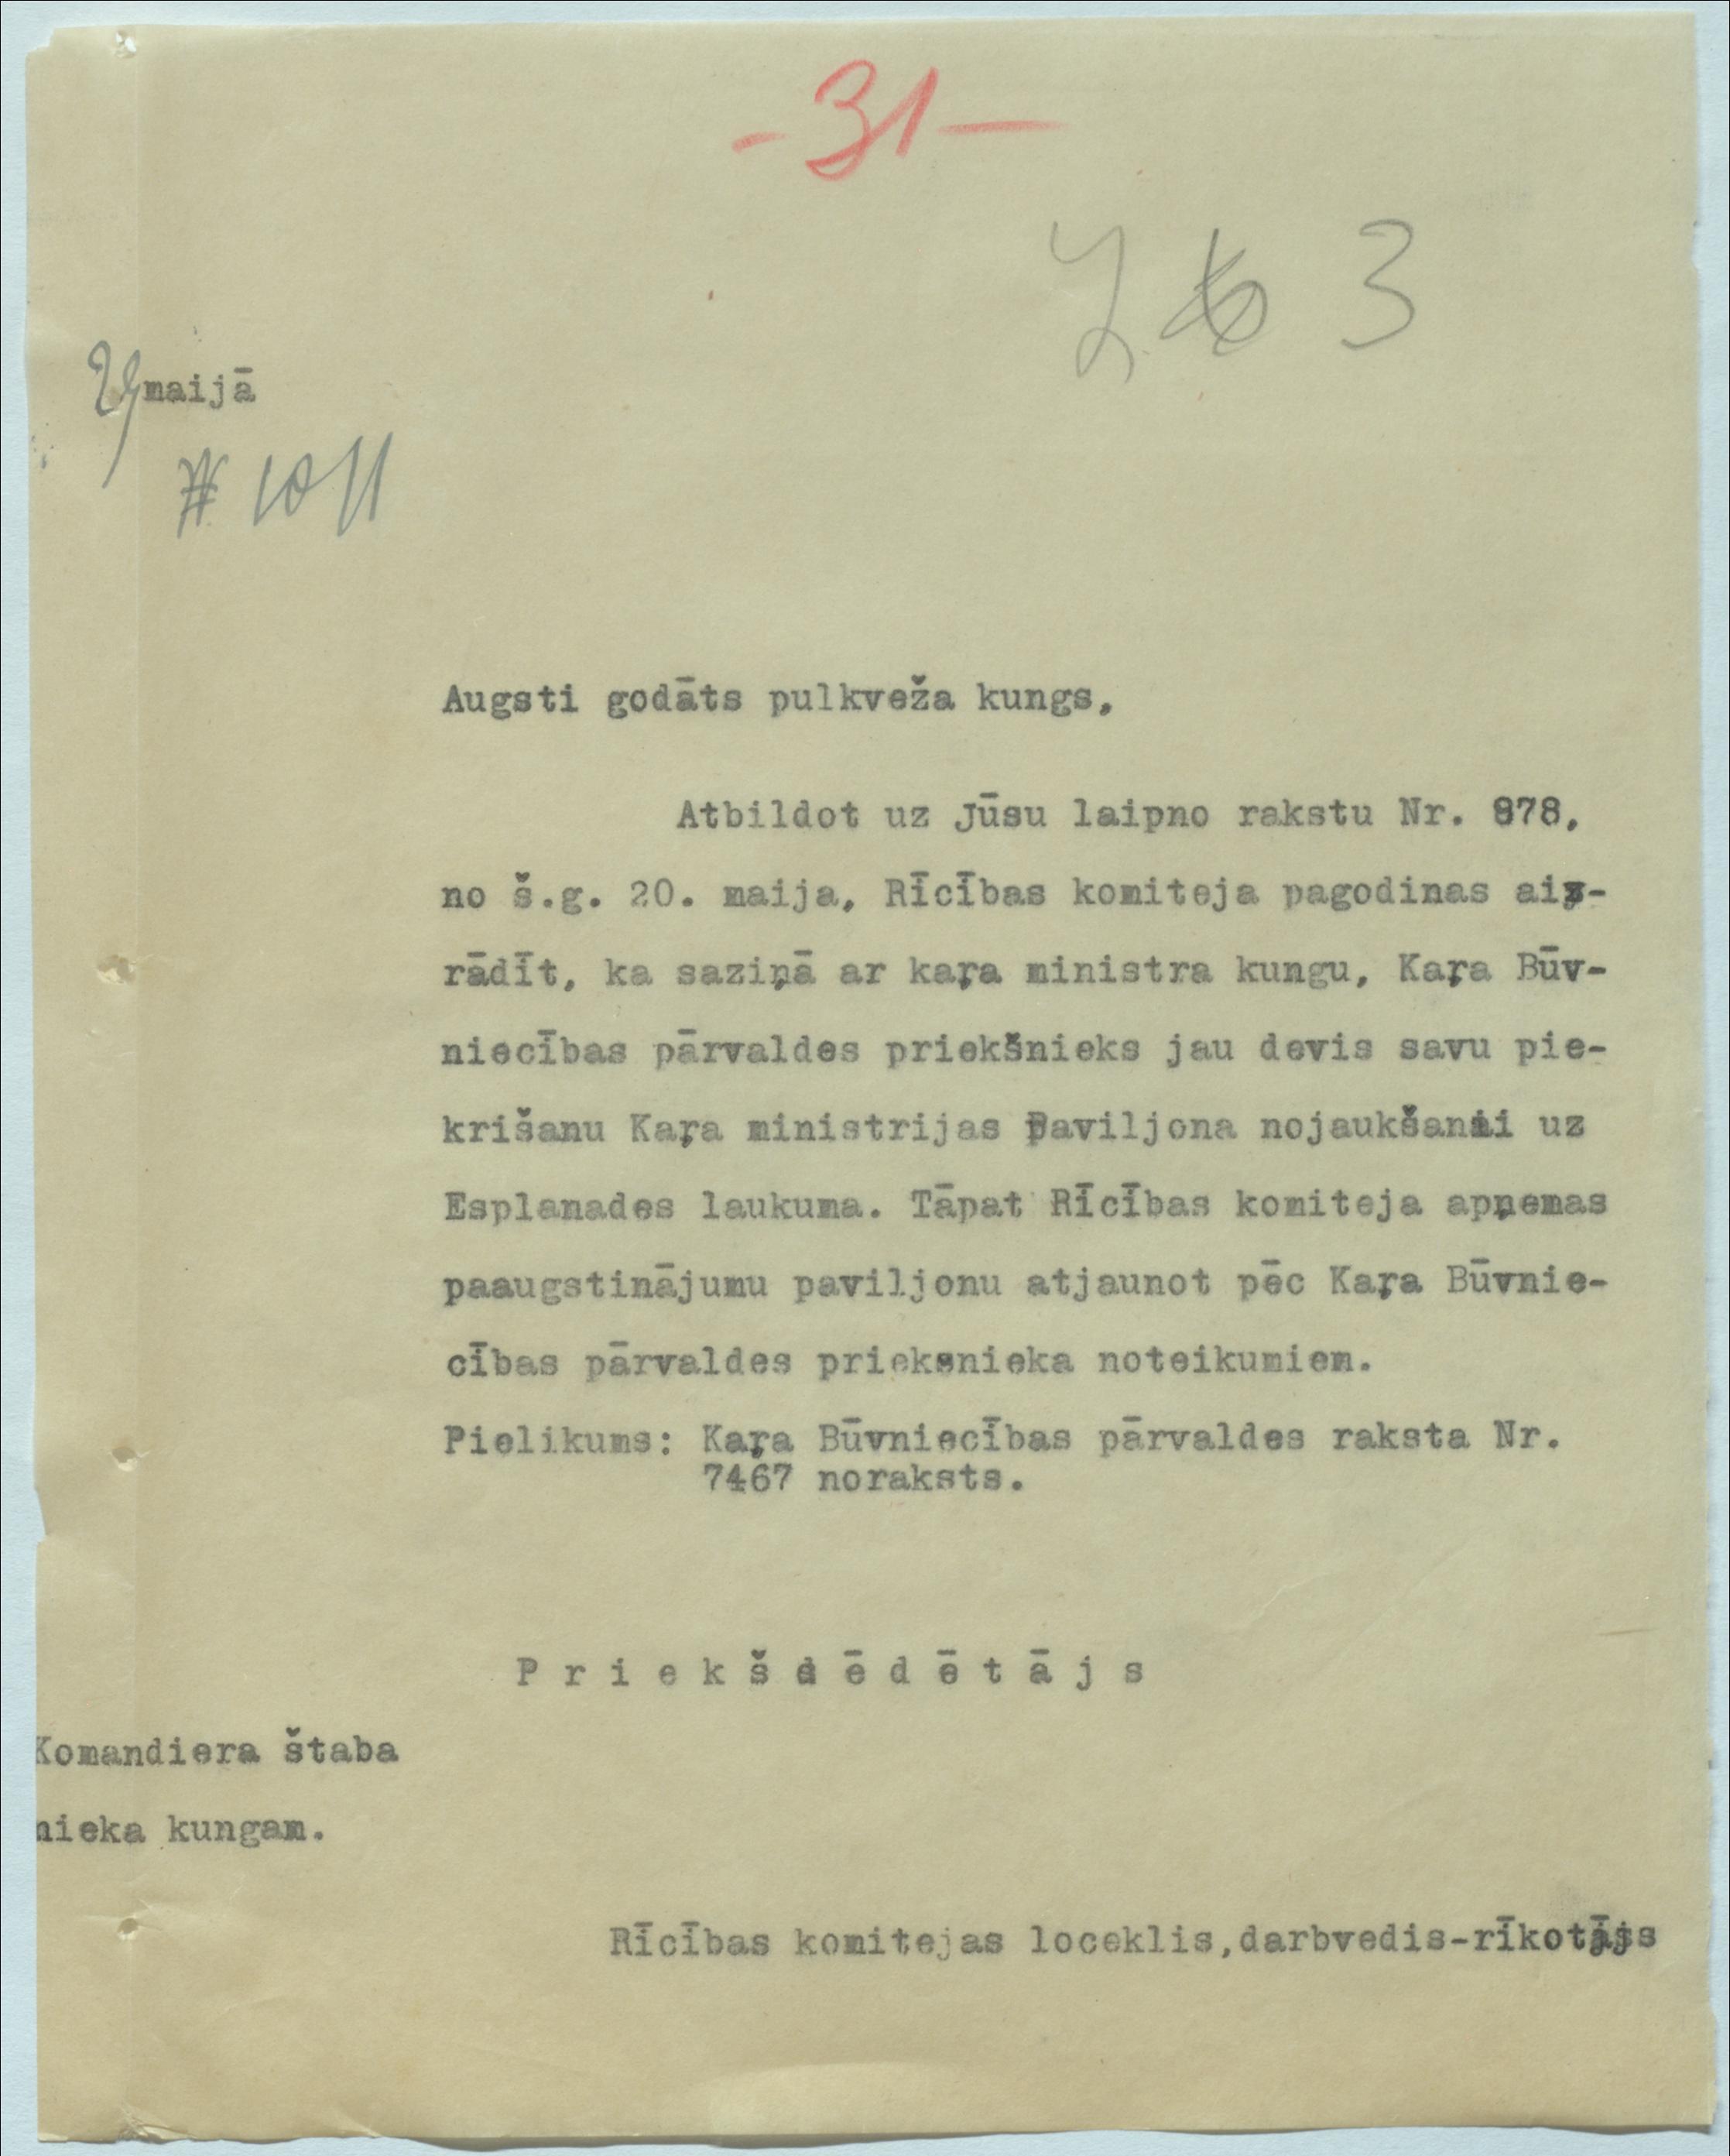 -31-
3
29 maijā
# 1011
Augsti godāts pulkveža kungs,
Atbildot uz Jūsu laipno rakstu Nr. 878,
no š.g. 20. maija, Rīcības komiteja pagodinas aiz-
rādīt, ka saziņā ar kaŗa ministra kungu, Kaŗa Būv-
niecības pārvaldes priekšnieks jau devis savu pie-
krišanu Kaŗa ministrijas Paviljona nojaukšanai uz
Esplanades laukuma. Tāpat Rīcības komiteja apņemas
paaugstinājumu paviljonu atjaunot pēc Kaŗa Būvnie-
cības pārvaldes prieksnieka noteikumiem.
Pielikums: Kaŗa Būvniecības pārvaldes raksta Nr.
7467 noraksts.
Priekšsēdētājs
Komandiera štaba
nieka kungam.
Rīcības komitejas loceklis,darbvedis-rīkotājs